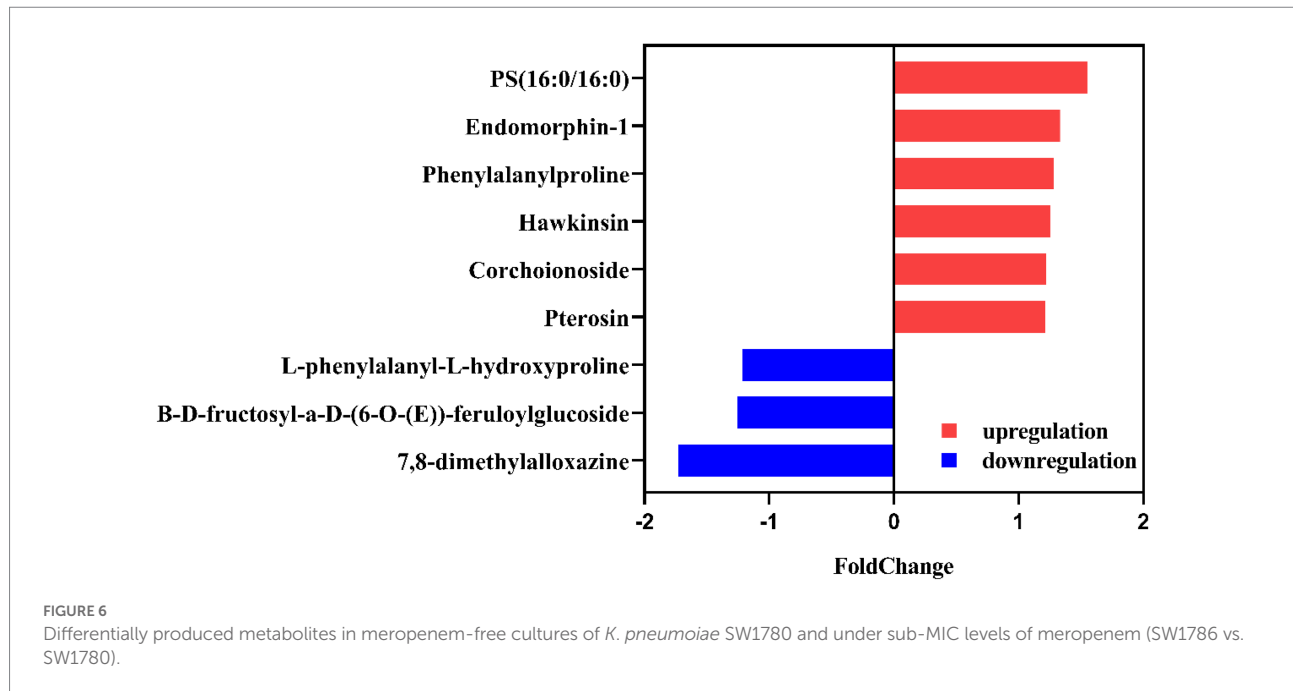 PS(16:0/16:0)
Endomorphin-1
Phenylalanylproline
Hawkinsin
Corchoionoside
Pterosin
L-phenylalanyl-L-hydroxyproline
B-D-fructosyl-a-D-(6-O-(E))-feruloylglucoside
7,8-dimethylalloxazine
upregulation
downregulation
-2 -1 0 1 2
FoldChange
FIGURE 6
Differentially produced metabolites in meropenem-free cultures of K. pneumoiae SW1780 and under sub-MIC levels of meropenem (SW1786 vs.
SW1780).